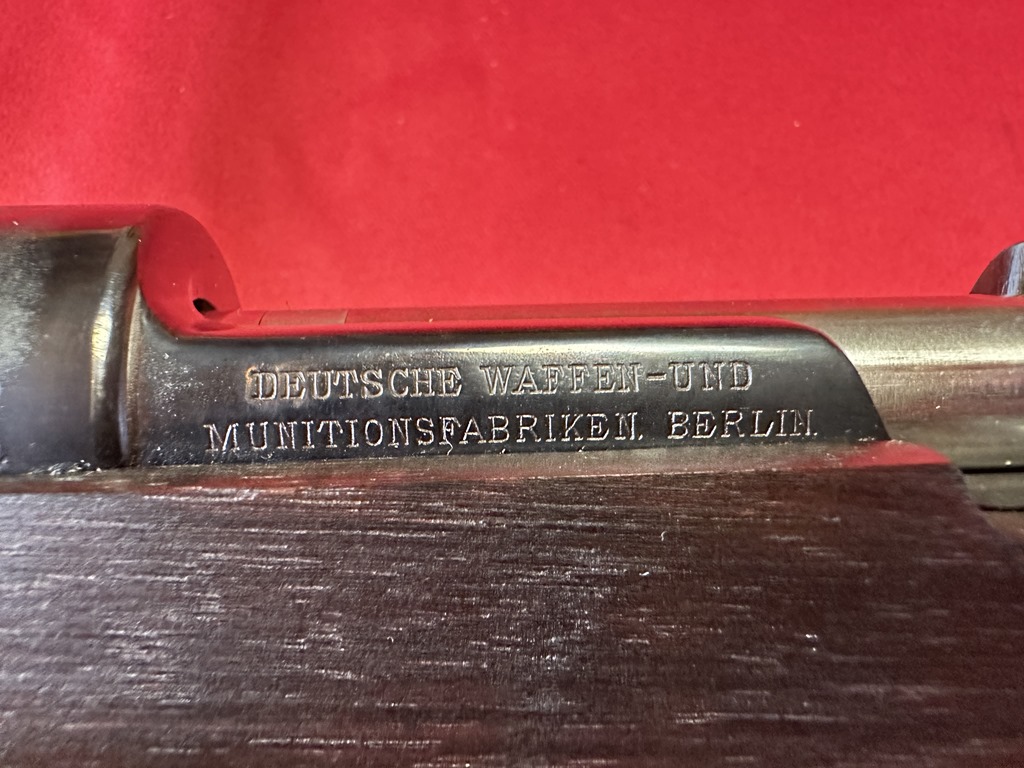 DEUTSCHE WAFFEN-UND
MUNITIONSFABRIKEN. BERLIN.